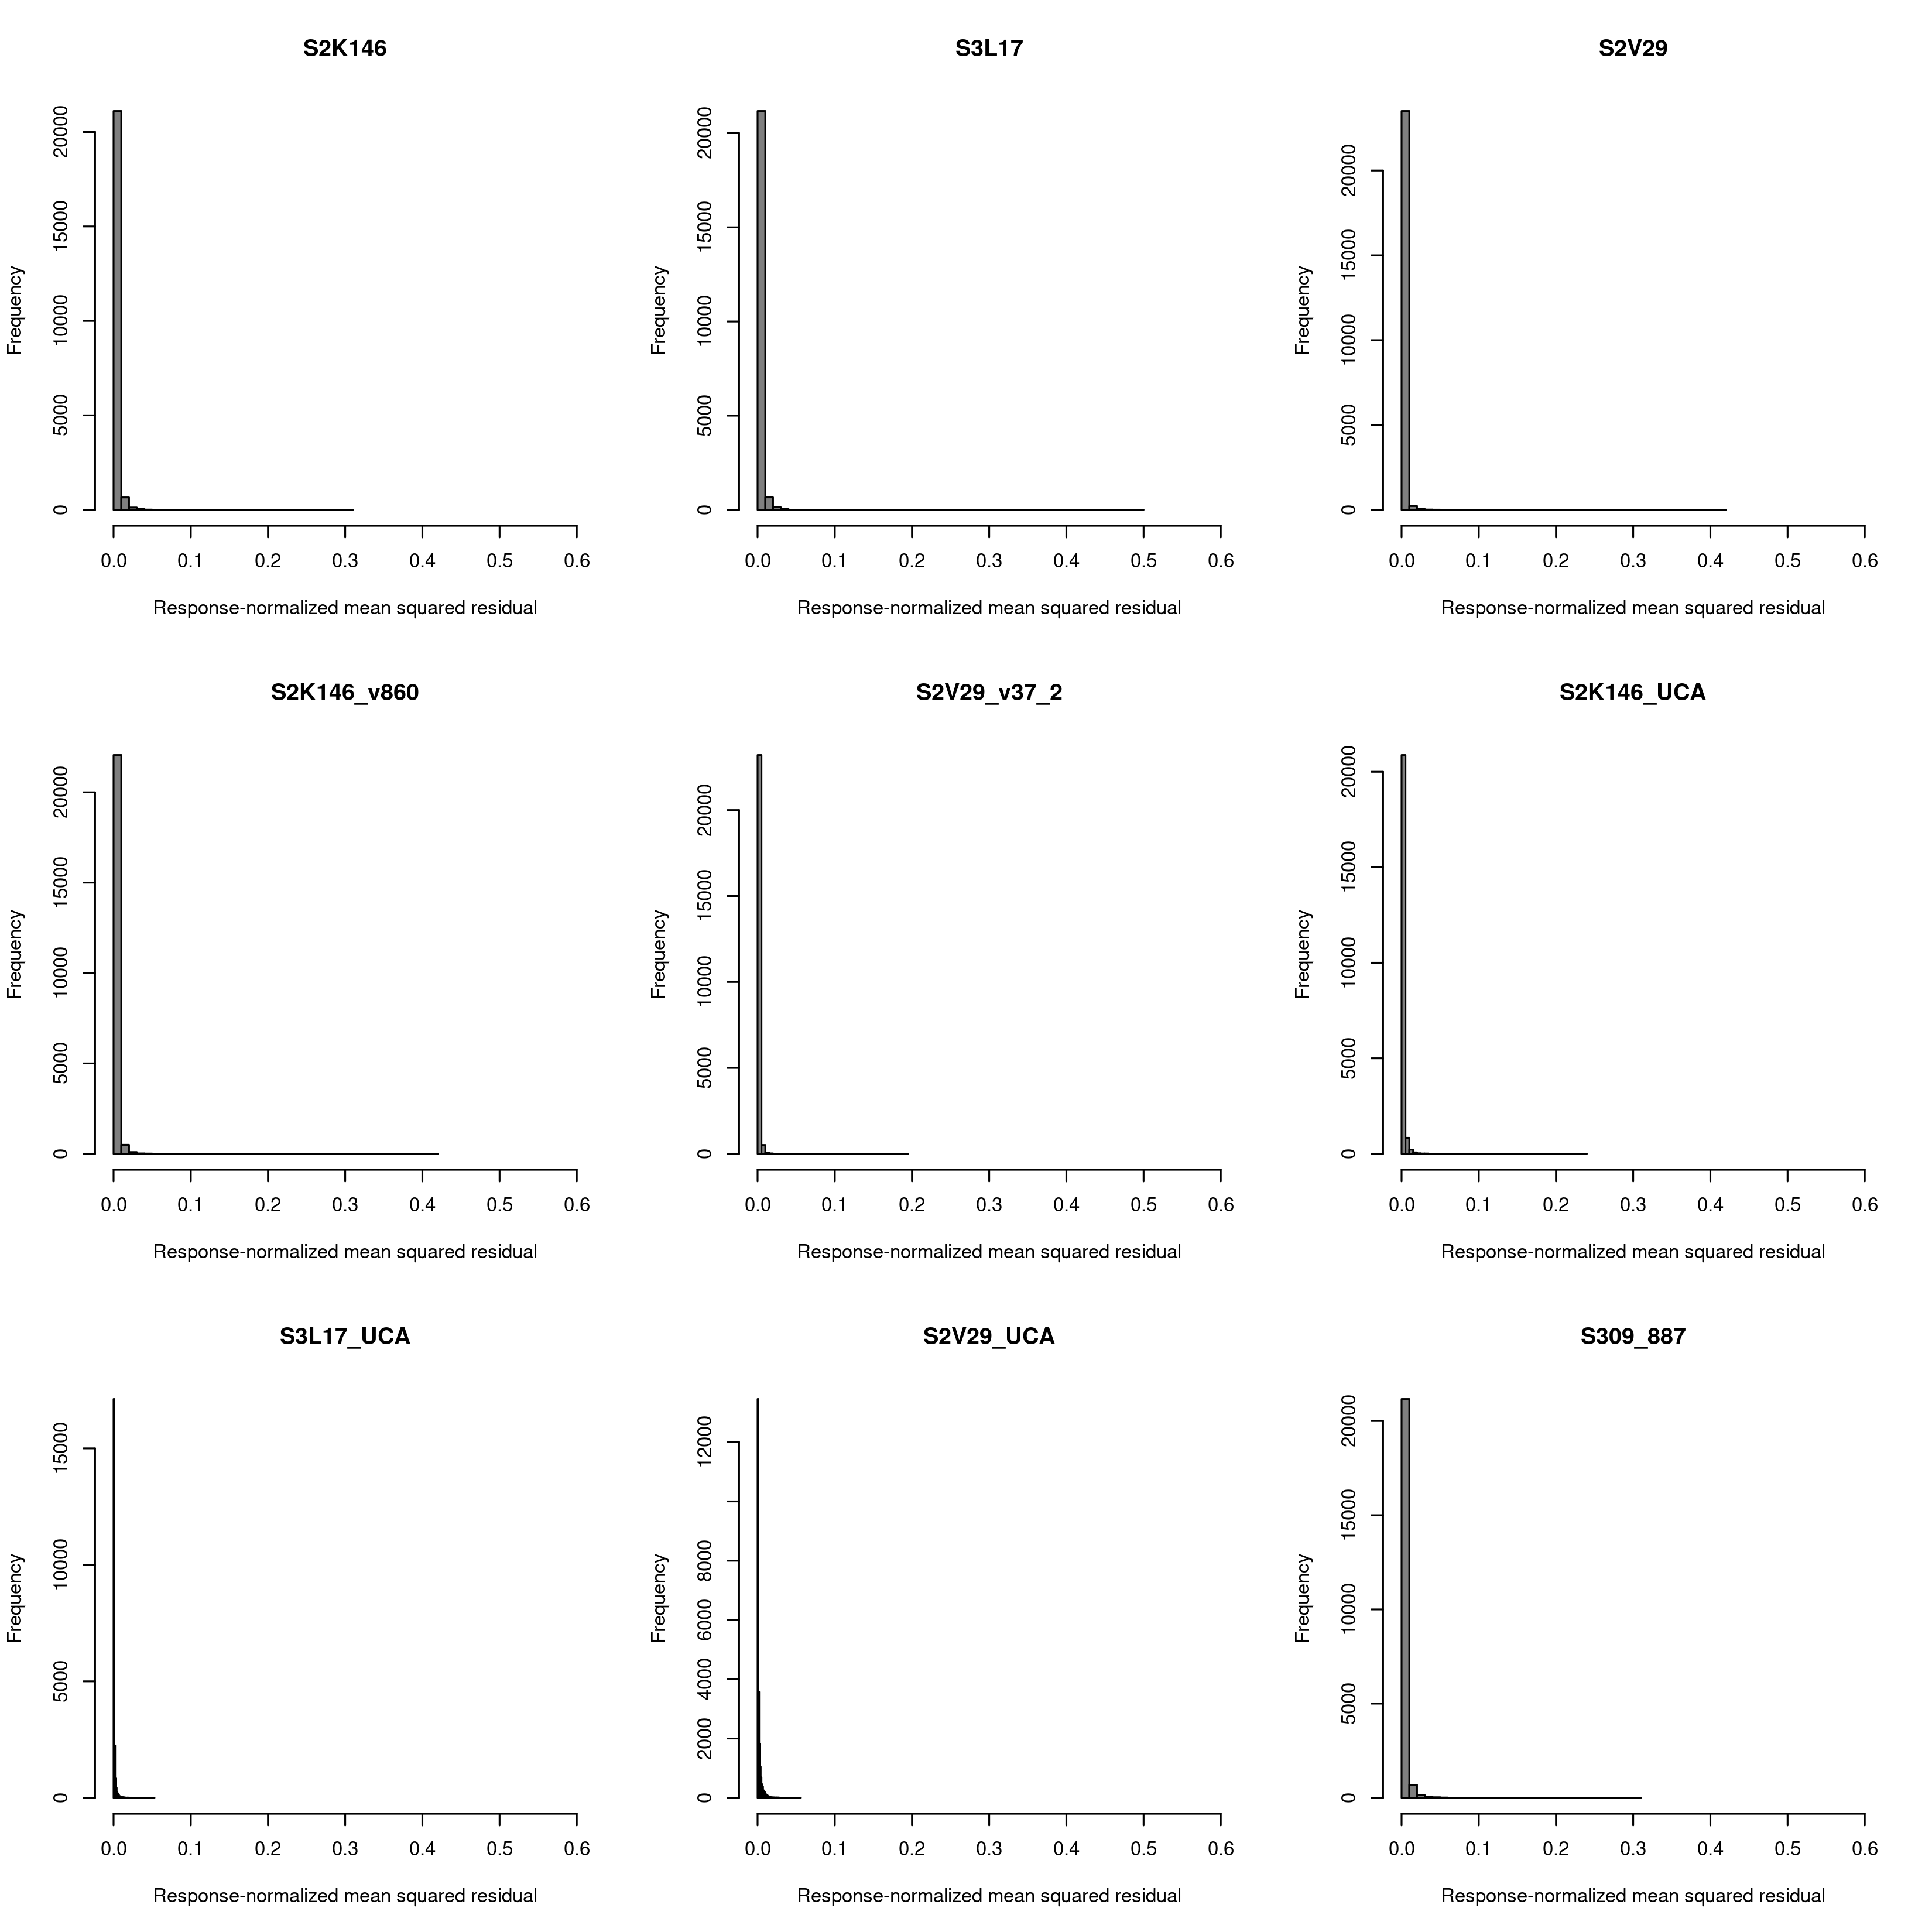 S2K146
Frequency
0 5000 10000 15000 20000
0.0 0.1 0.2 0.3 0.4 0.5 0.6
Response-normalized mean squared residual
S3L17
Frequency
0 5000 10000 15000 20000
0.0 0.1 0.2 0.3 0.4 0.5 0.6
Response-normalized mean squared residual
S2V29
Frequency
0 5000 10000 15000 20000
0.0 0.1 0.2 0.3 0.4 0.5 0.6
Response-normalized mean squared residual
S2K146_v860
Frequency
0 5000 10000 15000 20000
0.0 0.1 0.2 0.3 0.4 0.5 0.6
Response-normalized mean squared residual
S2V29_v37_2
Frequency
0 5000 10000 15000 20000
0.0 0.1 0.2 0.3 0.4 0.5 0.6
Response-normalized mean squared residual
S2K146_UCA
Frequency
0 5000 10000 15000 20000
0.0 0.1 0.2 0.3 0.4 0.5 0.6
Response-normalized mean squared residual
S3L17_UCA
Frequency
0 5000 10000 15000
0.0 0.1 0.2 0.3 0.4 0.5 0.6
Response-normalized mean squared residual
S2V29_UCA
Frequency
0 2000 4000 6000 8000 12000
0.0 0.1 0.2 0.3 0.4 0.5 0.6
Response-normalized mean squared residual
S309_887
Frequency
0 5000 10000 15000 20000
0.0 0.1 0.2 0.3 0.4 0.5 0.6
Response-normalized mean squared residual